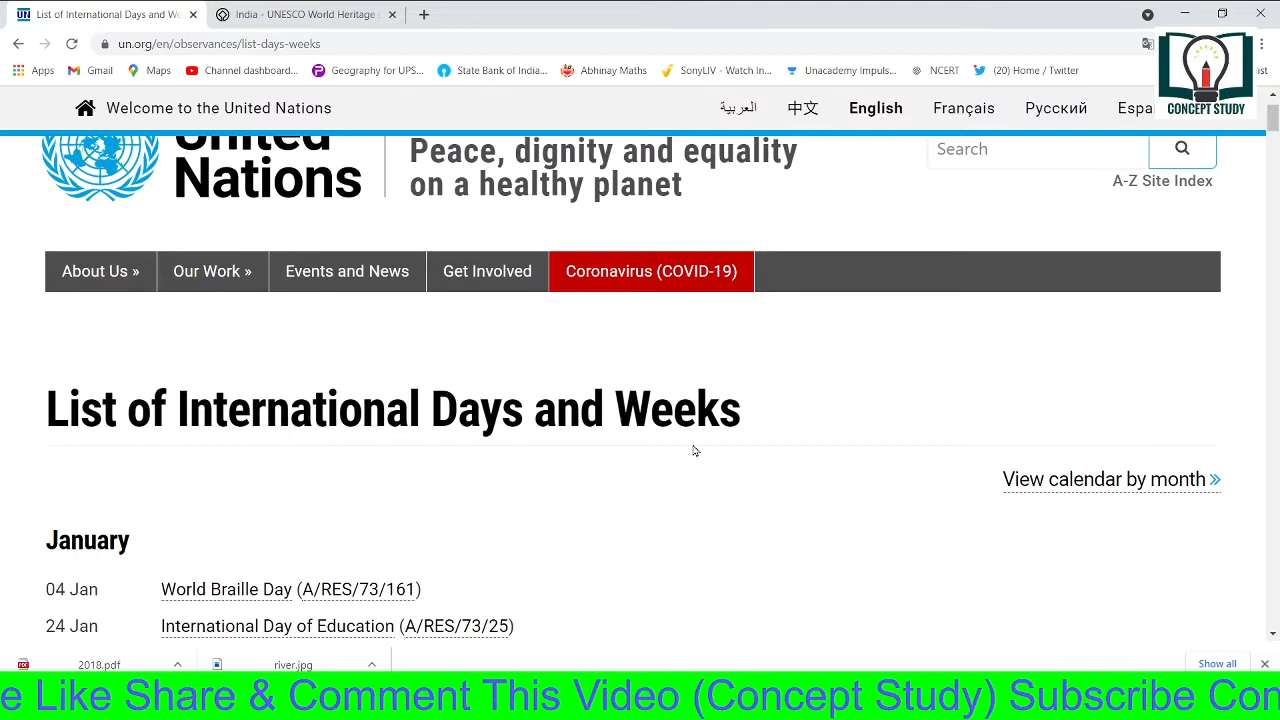 List of International Days and We
India - UNESCO World Heritage
un.org/en/observances/list-days-weeks
Apps
Gmail
Maps
Channel dashboard...
Geography for UPS...
State Bank of India...
Abhinay Maths
SonyLIV - Watch In...
Unacademy Impuls...
NCERT
(20) Home / Twitter
ist
CONCEPT STUDY
Welcome to the United Nations
العربية
中文
English
Français
Русский
Espa
United
Nations
Peace, dignity and equality
on a healthy planet
Search
A-Z Site Index
About Us »
Our Work »
Events and News
Get Involved
Coronavirus (COVID-19)
List of International Days and Weeks
View calendar by month »
January
04 Jan World Braille Day (A/RES/73/161)
24 Jan International Day of Education (A/RES/73/25)
2018.pdf
river.jpg
Show all
e Like Share & Comment This Video (Concept Study) Subscribe Con